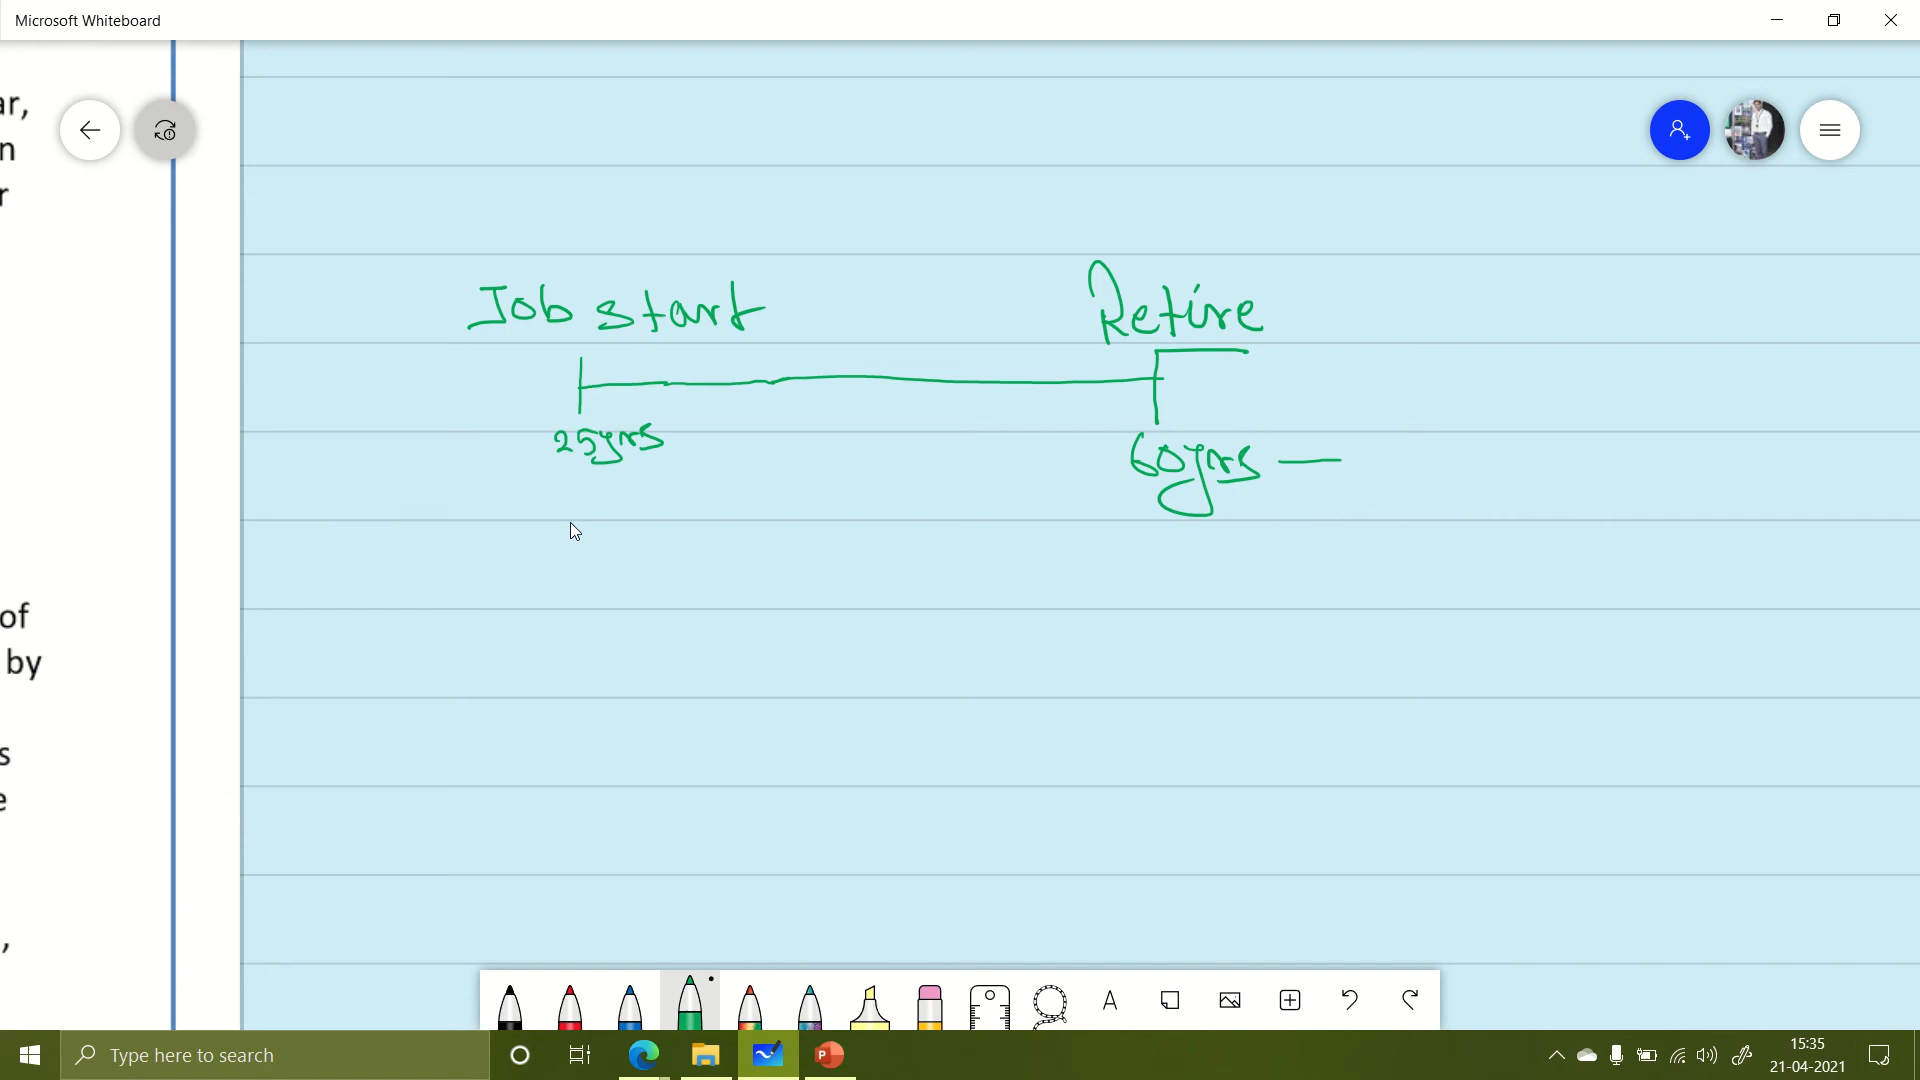 Microsoft Whiteboard
ar,
n
r
Job start
Retire
25yrs
60yrs —
of
by
s
e
,
A
Type here to search
15:35
21-04-2021